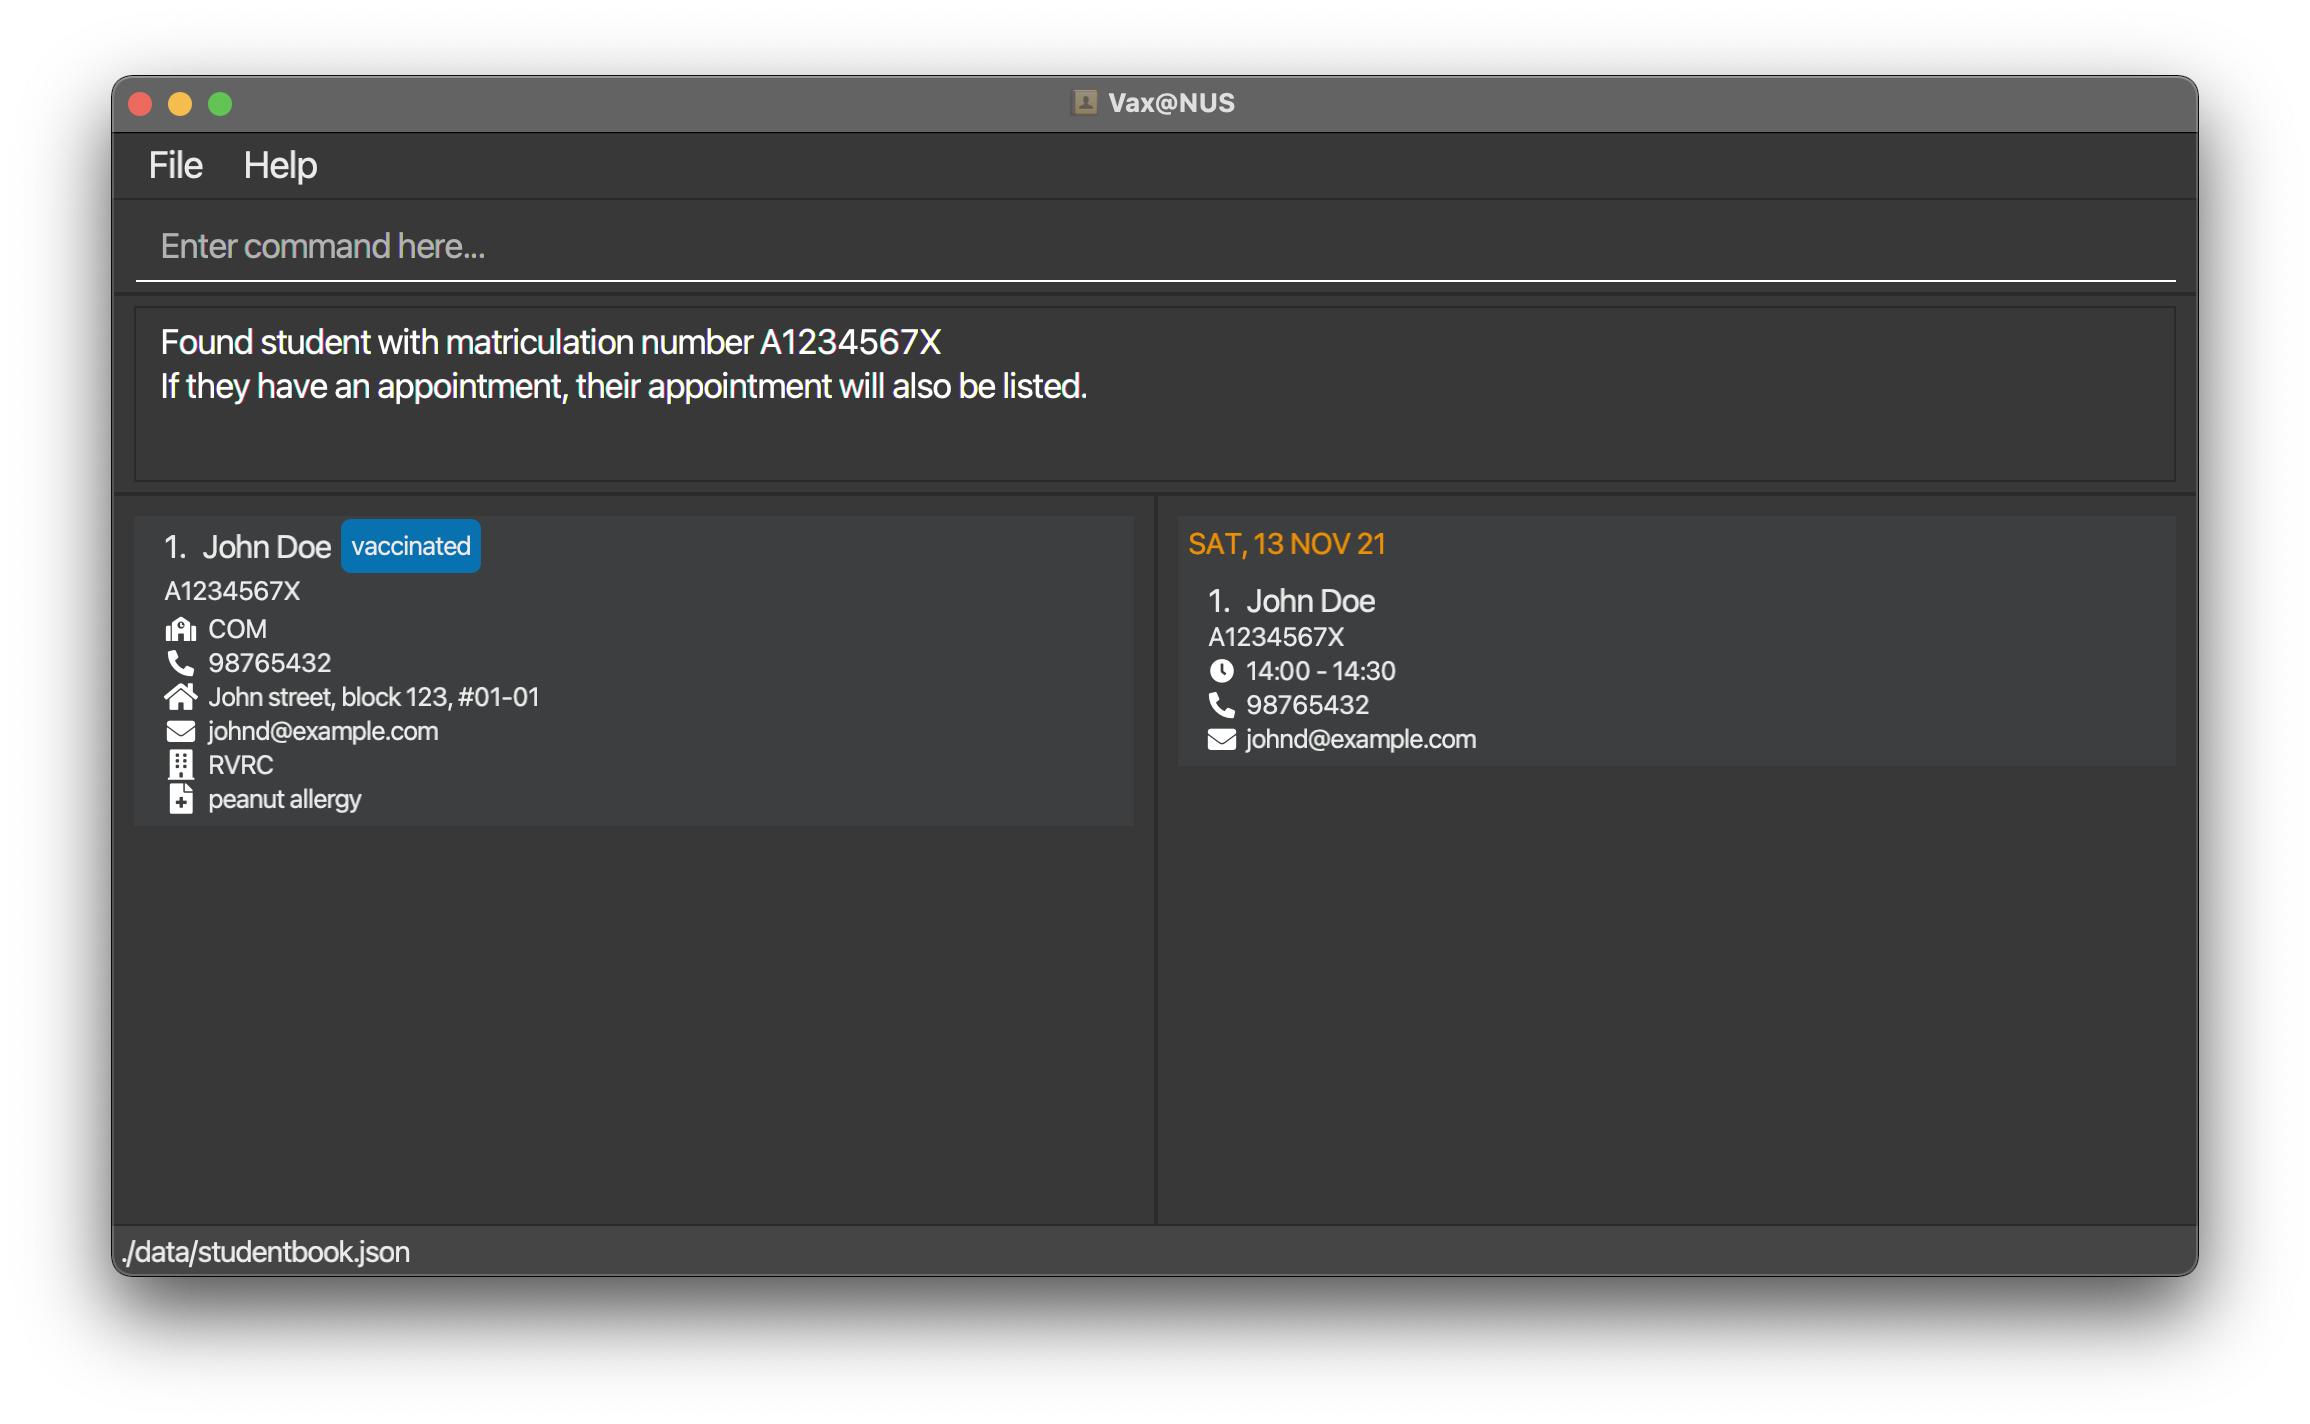 Vax@NUS
File Help
Enter command here...
Found student with matriculation number A1234567X
If they have an appointment, their appointment will also be listed.
1. John Doe vaccinated
A1234567X
COM
98765432
John street, block 123, #01-01
johnd@example.com
RVRC
peanut allergy
SAT, 13 NOV 21
1. John Doe
A1234567X
14:00 - 14:30
98765432
johnd@example.com
./data/studentbook.json